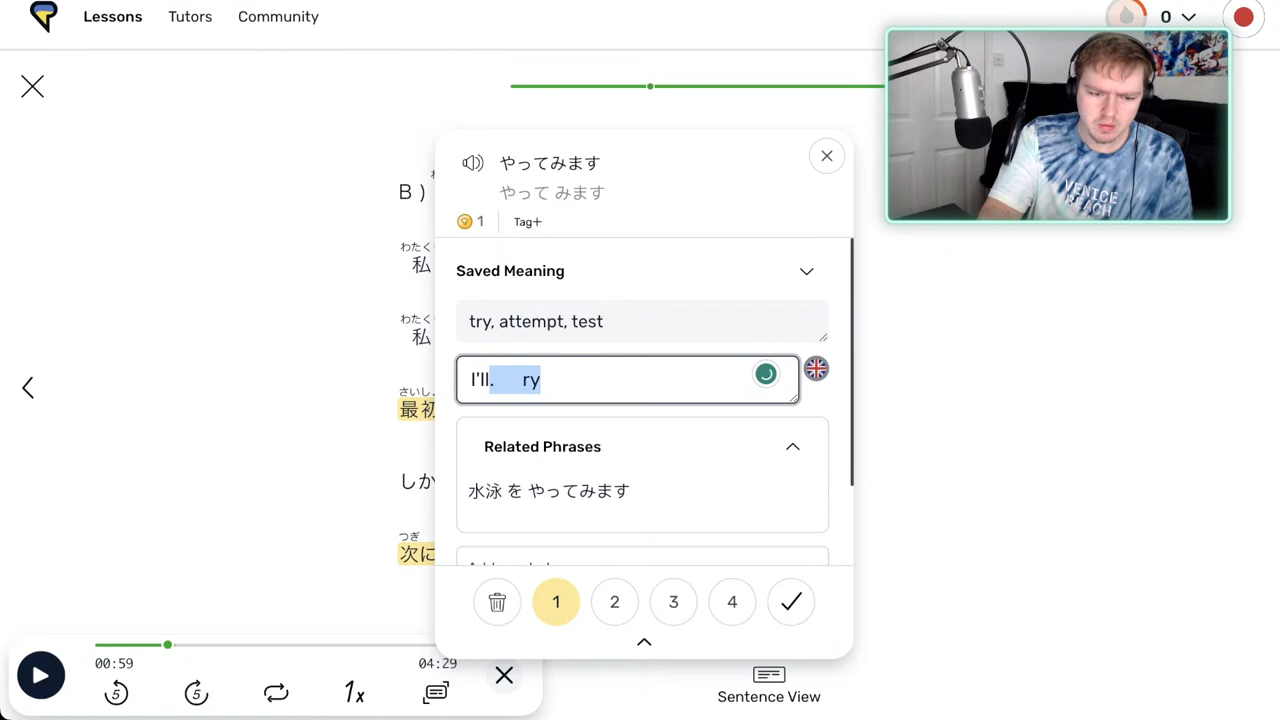 Lessons Tutors Community 0
B) わ
わたく
私
わたく
私
さいし
最初
しか
つぎ
次に
やってみます
やって みます
1 Tag+
Saved Meaning
try, attempt, test
I'll. ry
Related Phrases
水泳 を やってみます
1 2 3 4
00:59 04:29
5 5 1x
Sentence View
VENICE
BEACH